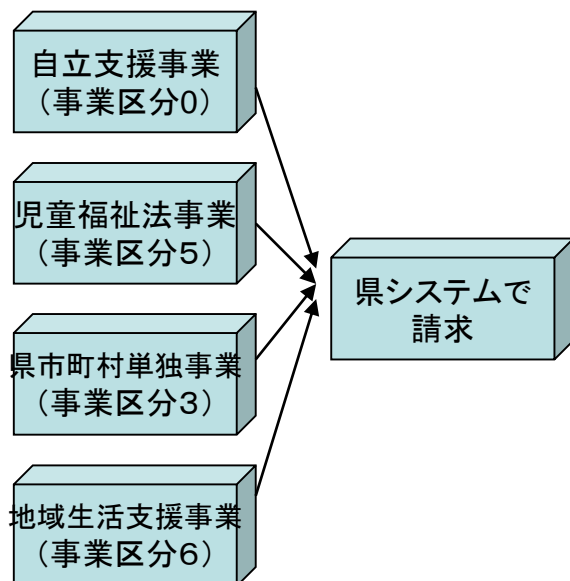 自立支援事業
（事業区分0）
児童福祉法事業
（事業区分5）
県市町村単独事業
（事業区分3）
地域生活支援事業
（事業区分6）
県システムで
請求